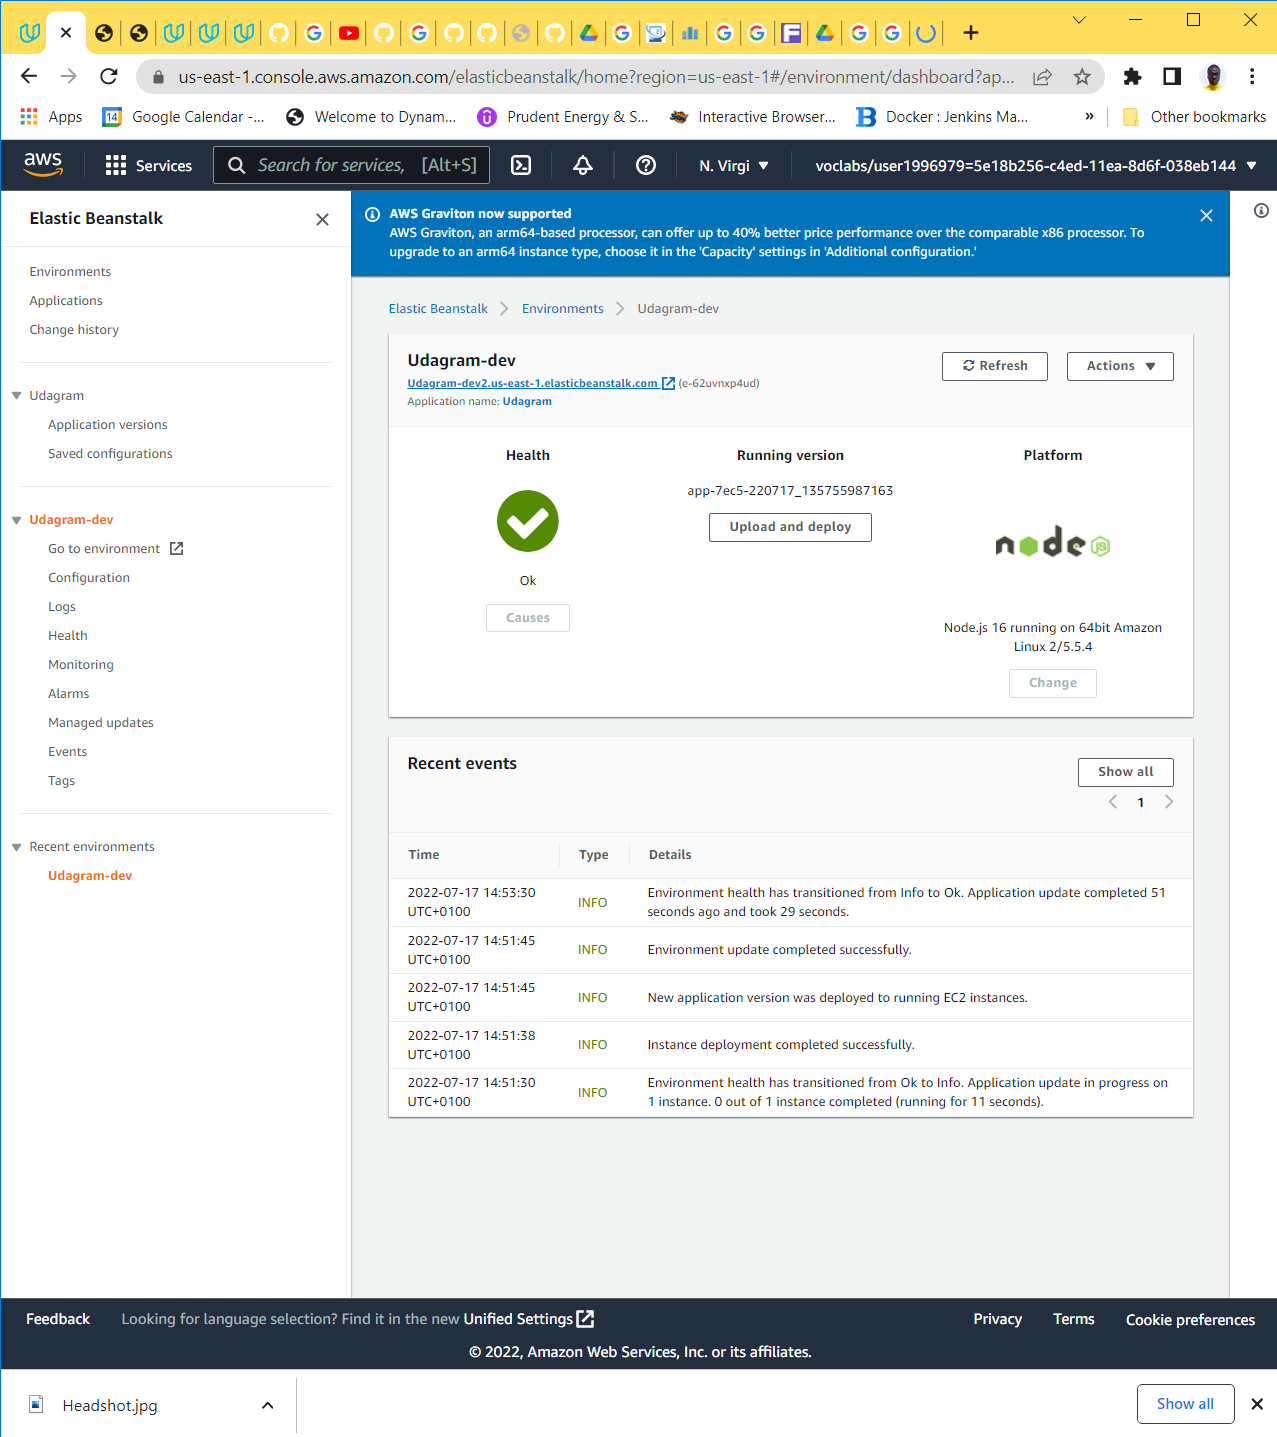 us-east-1.console.aws.amazon.com/elasticbeanstalk/home?region=us-east-1#/environment/dashboard?ap...
Apps
14
Google Calendar -...
Welcome to Dynam...
Prudent Energy & S...
Interactive Browser...
Docker : Jenkins Ma...
»
Other bookmarks
aws
Services
Search for services, [Alt+S]
N. Virgi
voclabs/user1996979=5e18b256-c4ed-11ea-8d6f-038eb144
Elastic Beanstalk
Environments
Applications
Change history
Udagram
Application versions
Saved configurations
Udagram-dev
Go to environment
Configuration
Logs
Health
Monitoring
Alarms
Managed updates
Events
Tags
Recent environments
Udagram-dev
AWS Graviton now supported
AWS Graviton, an arm64-based processor, can offer up to 40% better price performance over the comparable x86 processor. To
upgrade to an arm64 instance type, choose it in the 'Capacity' settings in 'Additional configuration.'
Elastic Beanstalk
Environments
Udagram-dev
Udagram-dev
Udagram-dev2.us-east-1.elasticbeanstalk.com (e-62uvnxp4ud)
Application name: Udagram
Refresh
Actions
Health
Ok
Causes
Running version
app-7ec5-220717_135755987163
Upload and deploy
Platform
node JS
Node.js 16 running on 64bit Amazon
Linux 2/5.5.4
Change
Recent events
Show all
1
Time Type Details
2022-07-17 14:53:30 UTC+0100 INFO Environment health has transitioned from Info to Ok. Application update completed 51
seconds ago and took 29 seconds.
2022-07-17 14:51:45 UTC+0100 INFO Environment update completed successfully.
2022-07-17 14:51:45 UTC+0100 INFO New application version was deployed to running EC2 instances.
2022-07-17 14:51:38 UTC+0100 INFO Instance deployment completed successfully.
2022-07-17 14:51:30 UTC+0100 INFO Environment health has transitioned from Ok to Info. Application update in progress on
1 instance. 0 out of 1 instance completed (running for 11 seconds).
Feedback
Looking for language selection? Find it in the new Unified Settings
Privacy
Terms
Cookie preferences
© 2022, Amazon Web Services, Inc. or its affiliates.
Headshot.jpg
Show all